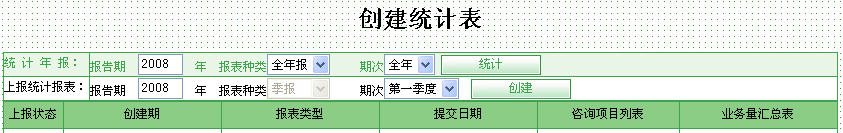 创建统计表
统 计 年 报： 报告期 2008 年 报表种类 全年报 期次 全年 统计
上报统计报表： 报告期 2008 年 报表种类 季报 期次 第一季度 创建
上报状态 创建期 报表类型 提交日期 咨询项目列表 业务量汇总表